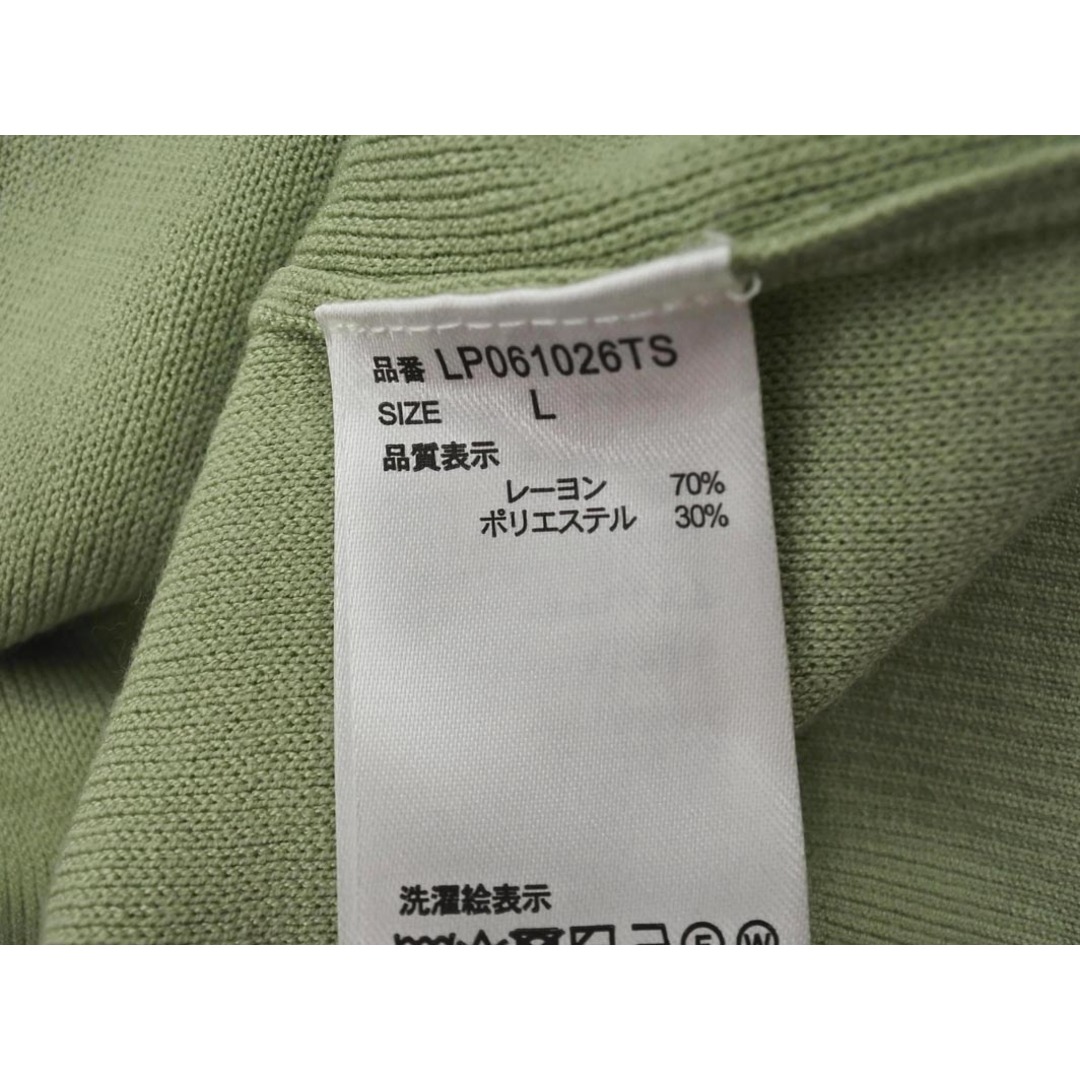 品番 LP061026TS
SIZE L
品質表示
レーヨン 70%
ポリエステル 30%
洗濯絵表示
F W